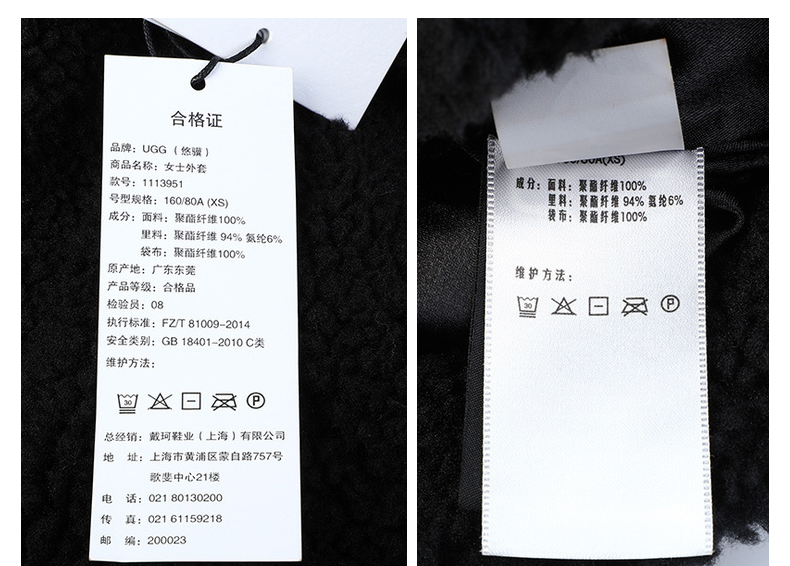 合格证
品牌：UGG（悠骥）
商品名称：女士外套
款号：1113951
号型规格：160/80A (XS)
成分：面料：聚酯纤维100%
里料：聚酯纤维 94% 氨纶6%
袋布：聚酯纤维100%
原产地：广东东莞
产品等级：合格品
检验员：08
执行标准：FZ/T 81009-2014
安全类别：GB 18401-2010 C类
维护方法：
30
P
总经销：戴珂鞋业（上海）有限公司
地 址：上海市黄浦区蒙自路757号
歌斐中心21楼
电 话：021 80130200
传 真：021 61159218
邮 编：200023
成分：面料：聚酯纤维100%
里料：聚酯纤维 94% 氨纶6%
袋布：聚酯纤维100%
维护方法：
30
P